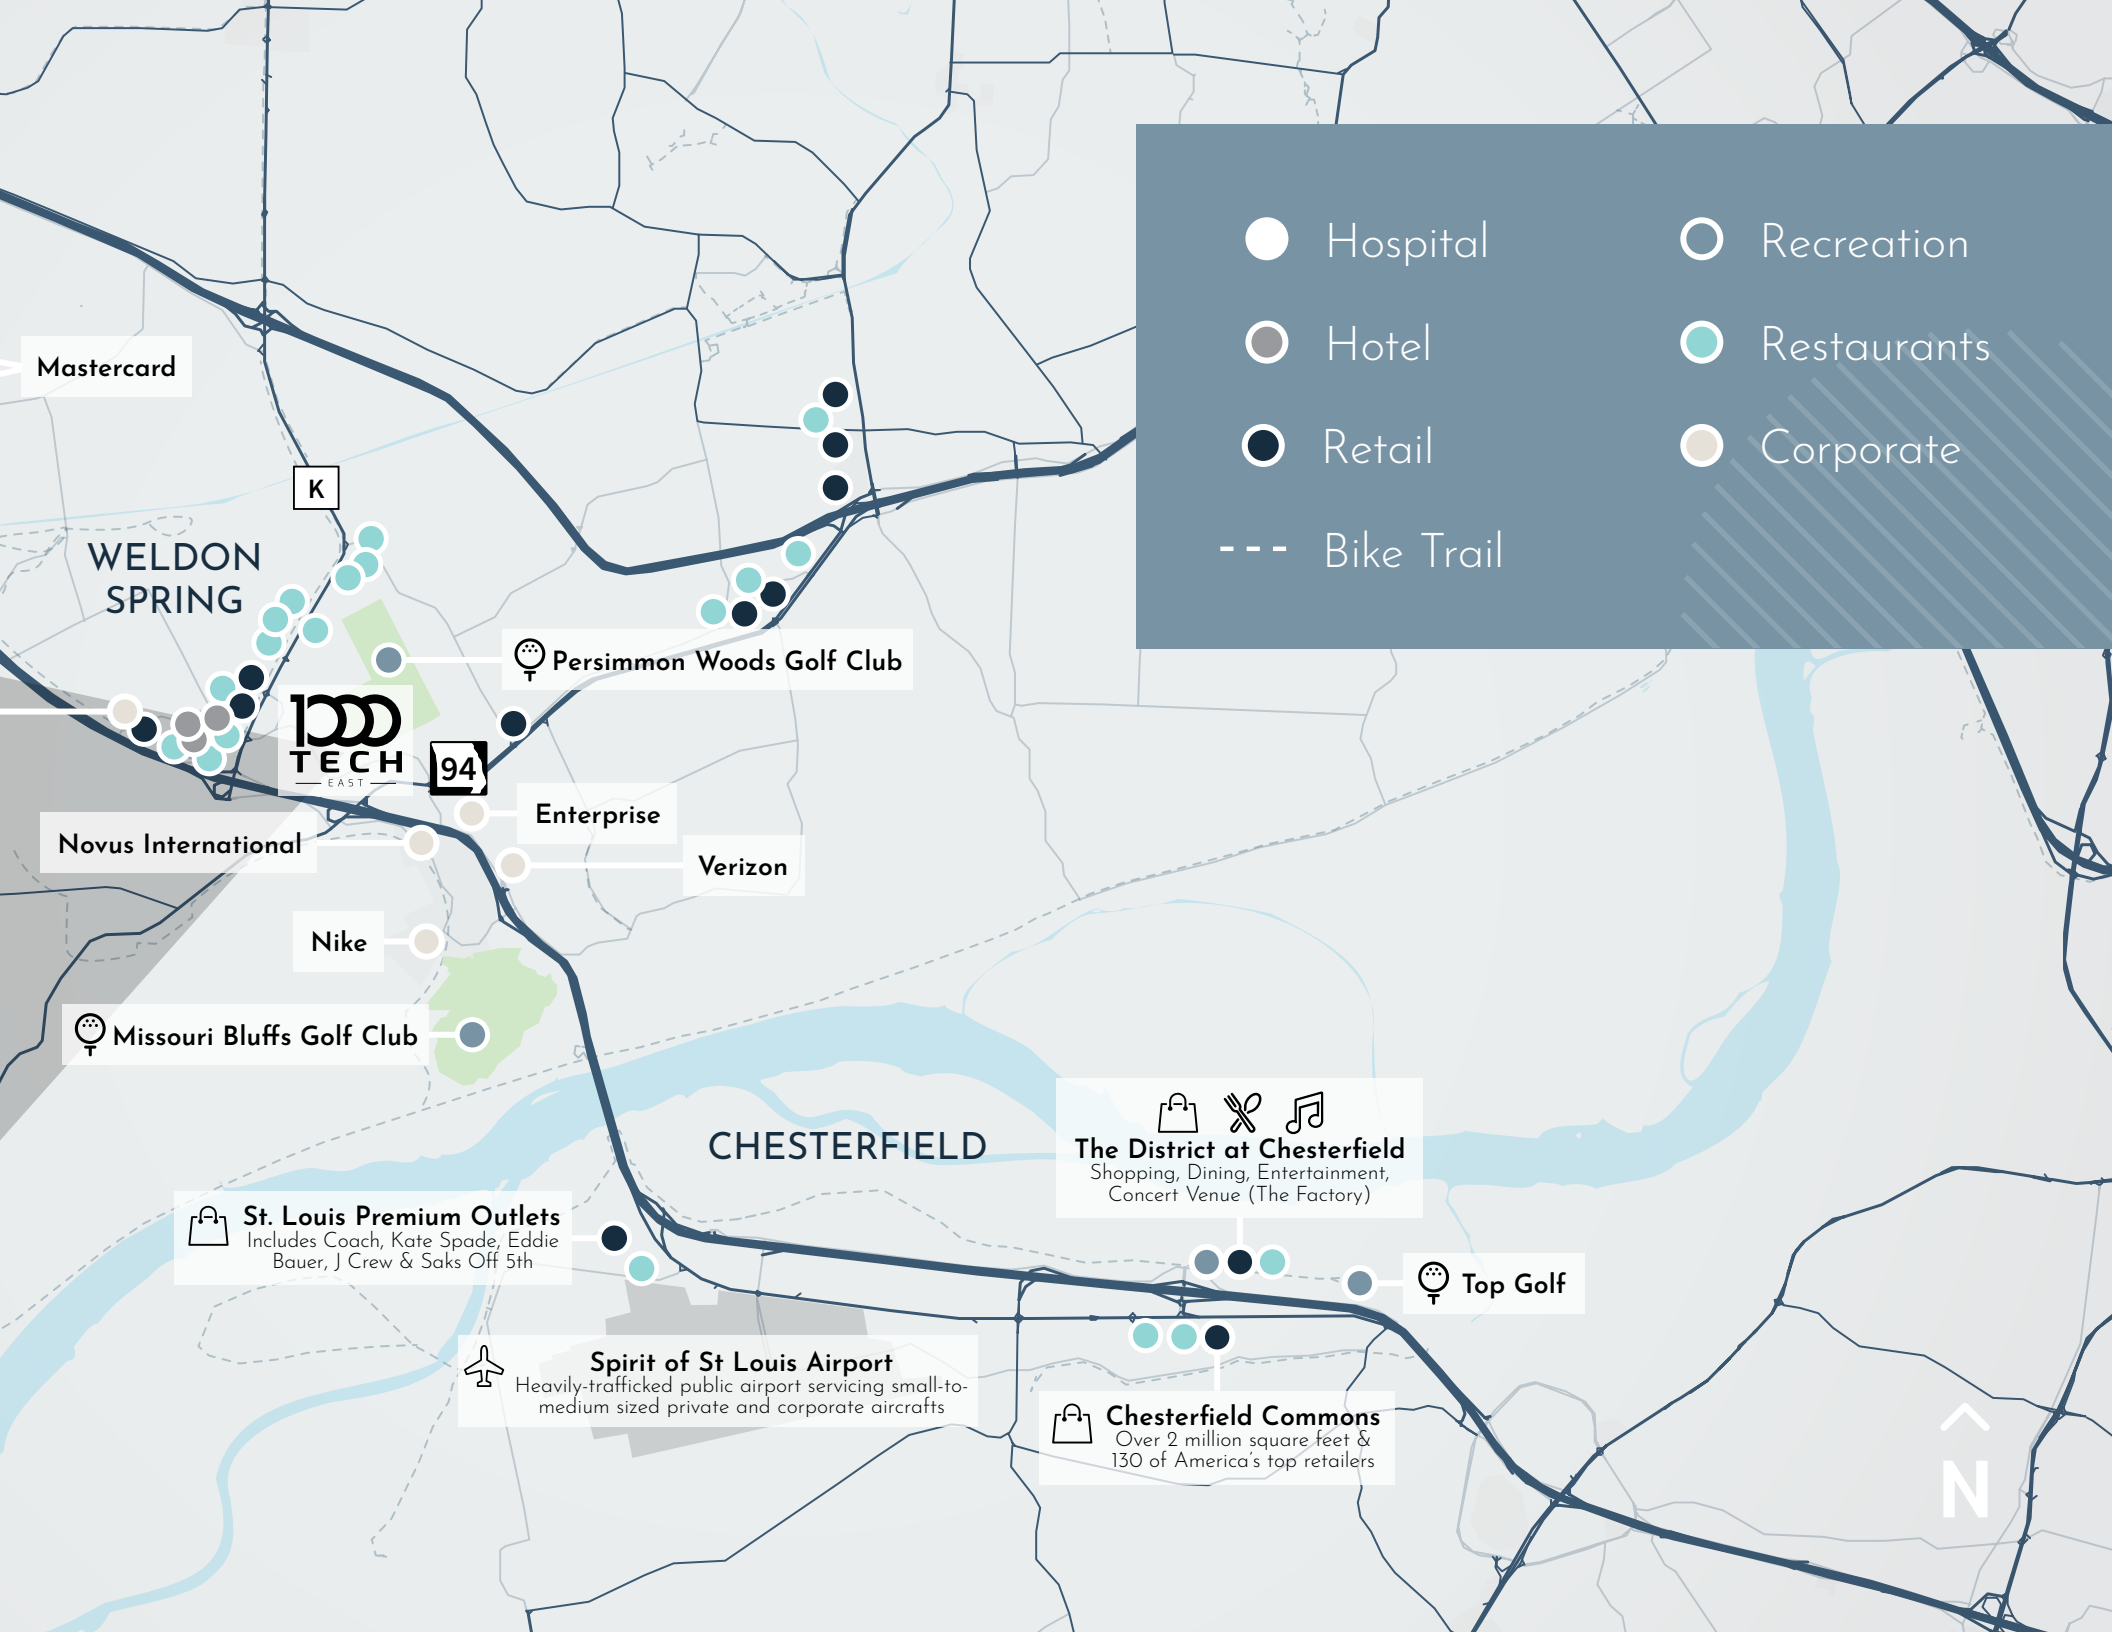 Hospital
Recreation
Hotel
Restaurants
Retail
Corporate
Bike Trail
Mastercard
K
WELDON
SPRING
Persimmon Woods Golf Club
1000
TECH
EAST
94
Enterprise
Novus International
Verizon
Nike
Missouri Bluffs Golf Club
CHESTERFIELD
The District at Chesterfield
Shopping, Dining, Entertainment,
Concert Venue (The Factory)
St. Louis Premium Outlets
Includes Coach, Kate Spade, Eddie
Bauer, J Crew & Saks Off 5th
Top Golf
Spirit of St Louis Airport
Heavily-trafficked public airport servicing small-to-
medium sized private and corporate aircrafts
Chesterfield Commons
Over 2 million square feet &
130 of America's top retailers
N